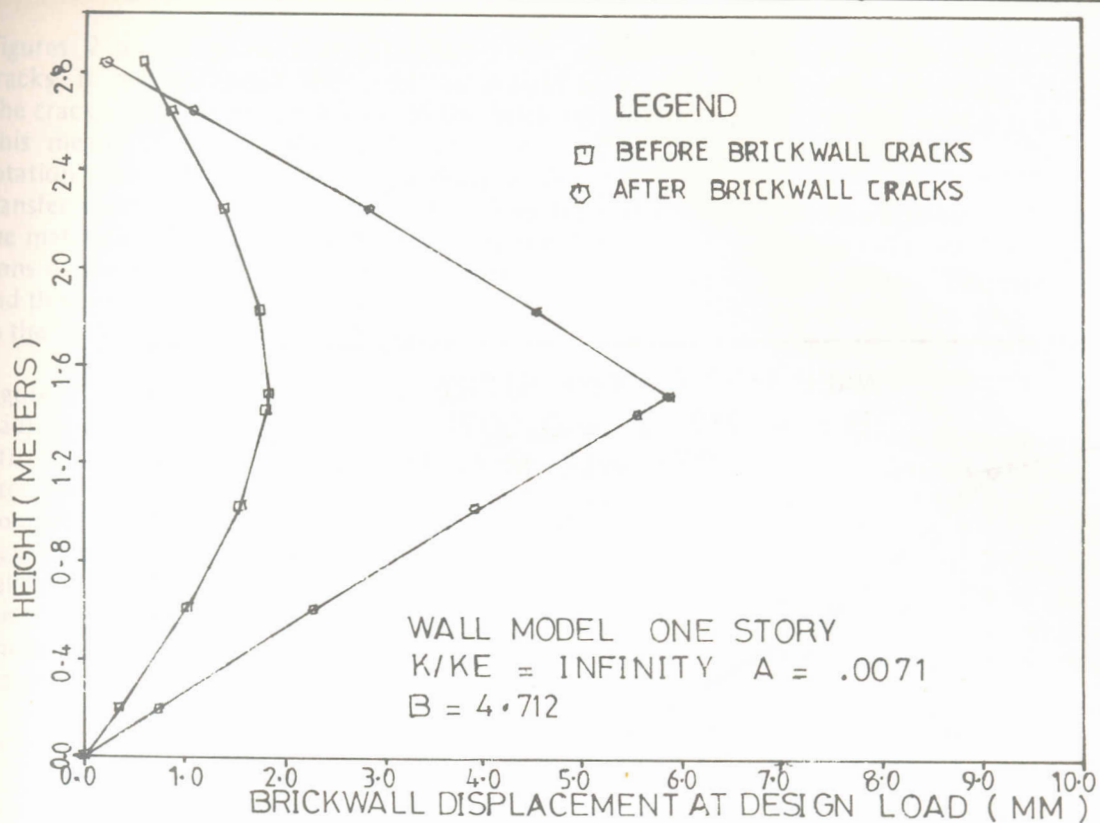 LEGEND
BEFORE BRICKWALL CRACKS
AFTER BRICKWALL CRACKS
2·8
2·4
2·0
1·6
1·2
0·8
0·4
0·0
HEIGHT (METERS)
WALL MODEL ONE STORY
K/KE = INFINITY A = .0071
B = 4·712
0·0 1·0 2·0 3·0 4·0 5·0 6·0 7·0 8·0 9·0 10·0
BRICKWALL DISPLACEMENT AT DESIGN LOAD (MM)